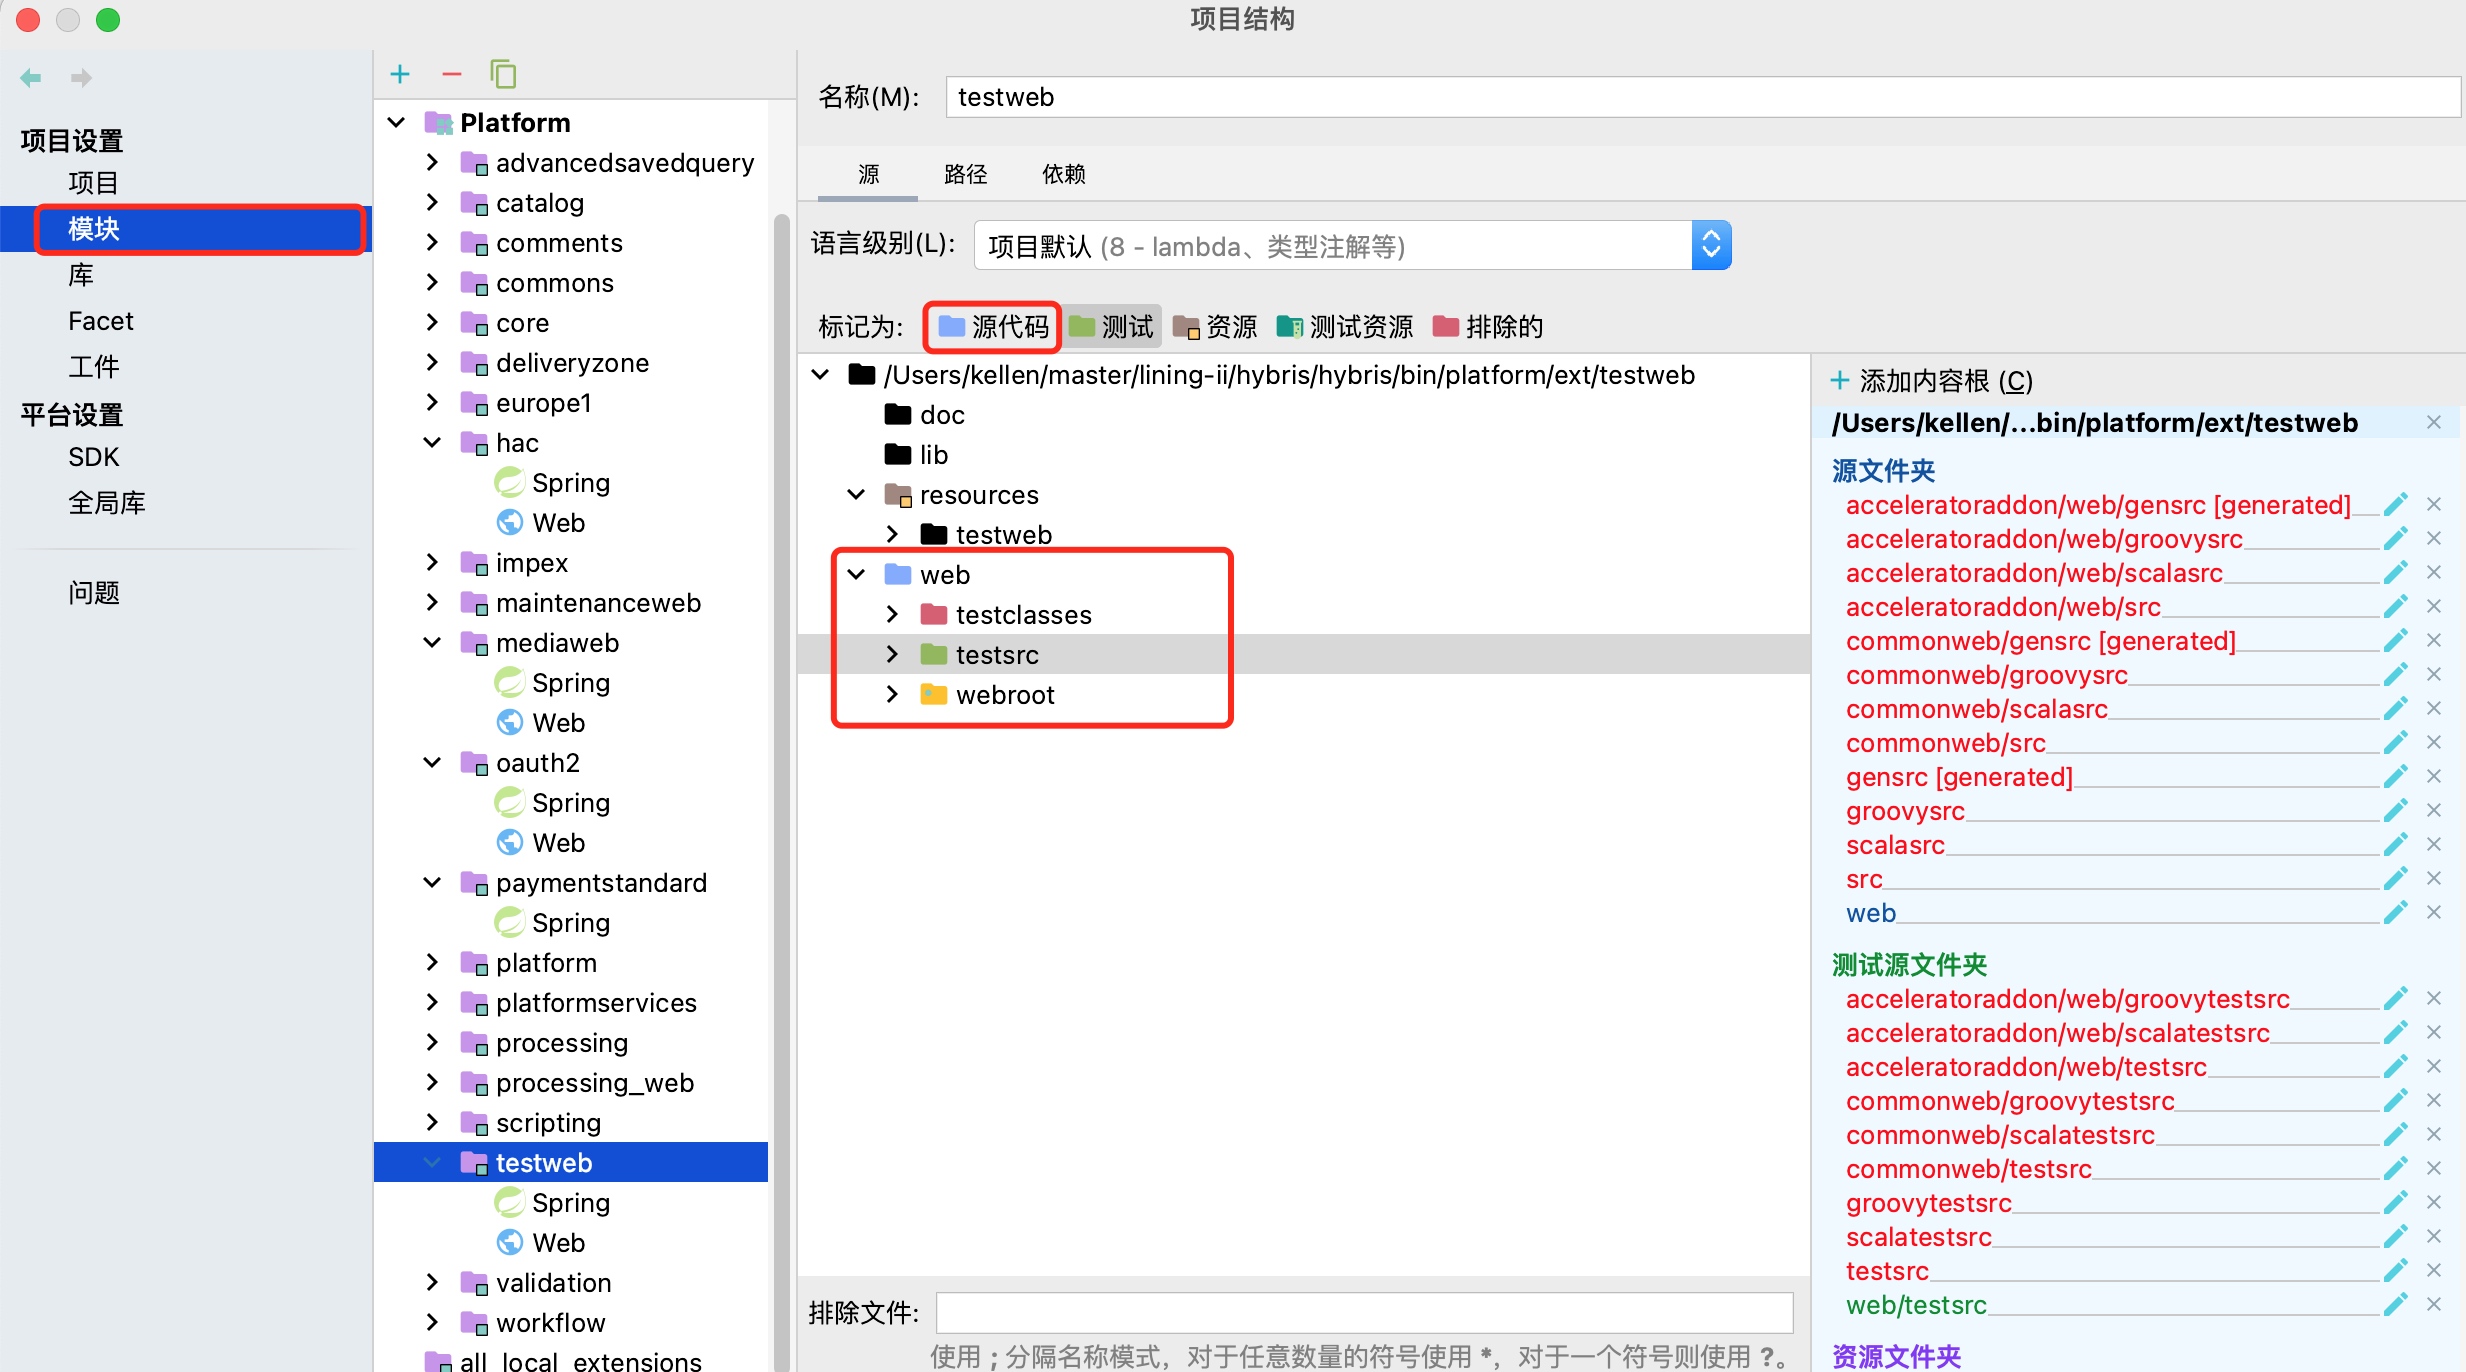 项目结构
项目设置
项目
模块
库
Facet
工件
平台设置
SDK
全局库
问题
Platform
advancedsavedquery
catalog
comments
commons
core
deliveryzone
europe1
hac
Spring
Web
impex
maintenanceweb
mediaweb
Spring
Web
oauth2
Spring
Web
paymentstandard
Spring
platform
platformservices
processing
processing_web
scripting
testweb
Spring
Web
validation
workflow
all_local_extensions
名称(M): testweb
源 路径 依赖
语言级别(L): 项目默认 (8 - lambda、类型注解等)
标记为: 源代码 测试 资源 测试资源 排除的
/Users/kellen/master/lining-ii/hybris/hybris/bin/platform/ext/testweb
doc
lib
resources
testweb
web
testclasses
testsrc
webroot
排除文件:
使用 ; 分隔名称模式，对于任意数量的符号使用 *，对于一个符号则使用 ?。
添加内容根 (C)
/Users/kellen/...bin/platform/ext/testweb
源文件夹
acceleratoraddon/web/gensrc [generated]
acceleratoraddon/web/groovysrc
acceleratoraddon/web/scalasrc
acceleratoraddon/web/src
commonweb/gensrc [generated]
commonweb/groovysrc
commonweb/scalasrc
commonweb/src
gensrc [generated]
groovysrc
scalasrc
src
web
测试源文件夹
acceleratoraddon/web/groovytestsrc
acceleratoraddon/web/scalatestsrc
acceleratoraddon/web/testsrc
commonweb/groovytestsrc
commonweb/scalatestsrc
commonweb/testsrc
groovytestsrc
scalatestsrc
testsrc
web/testsrc
资源文件夹